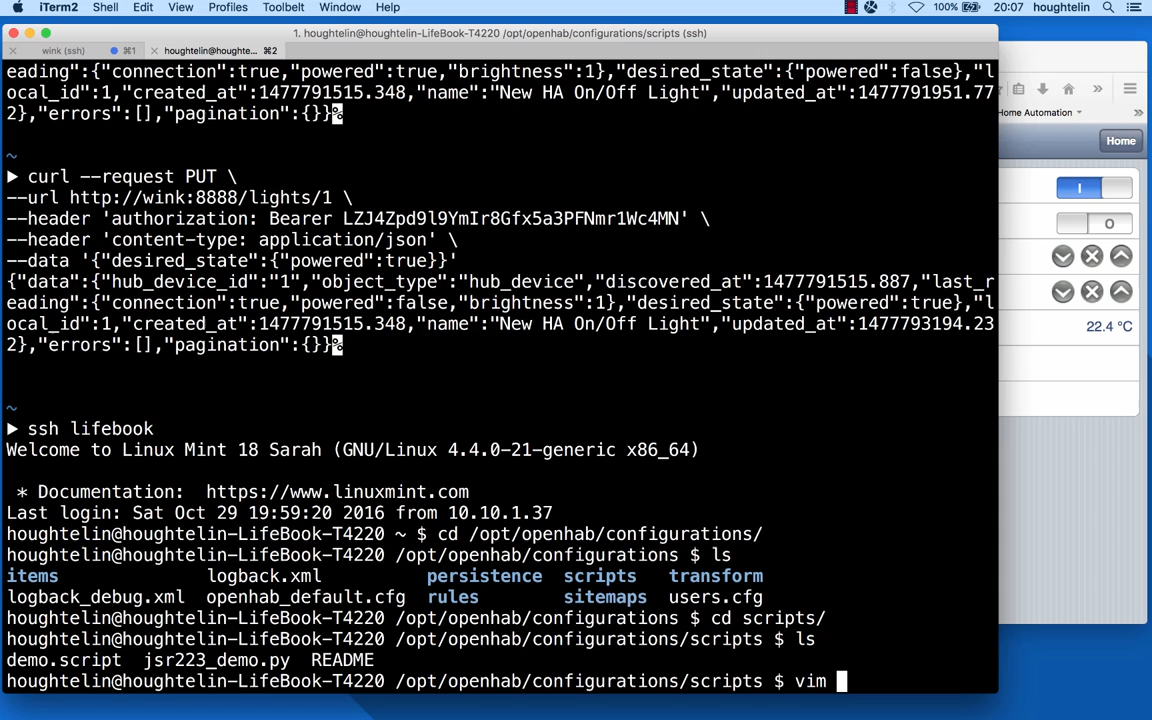 iTerm2 Shell Edit View Profiles Toolbelt Window Help 100% 20:07 houghtelin
1. houghtelin@houghtelin-LifeBook-T4220 /opt/openhab/configurations/scripts (ssh)
wink (ssh) ⌘1 houghtelin@houghte... ⌘2
eading":{"connection":true,"powered":true,"brightness":1},"desired_state":{"powered":false},"l
ocal_id":1,"created_at":1477791515.348,"name":"New HA On/Off Light","updated_at":1477791951.77
2},"errors":[],"pagination":{}}%
~
▶ curl --request PUT \
--url http://wink:8888/lights/1 \
--header 'authorization: Bearer LZJ4Zpd9l9YmIr8Gfx5a3PFNmr1Wc4MN' \
--header 'content-type: application/json' \
--data '{"desired_state":{"powered":true}}'
{"data":{"hub_device_id":"1","object_type":"hub_device","discovered_at":1477791515.887,"last_r
eading":{"connection":true,"powered":false,"brightness":1},"desired_state":{"powered":true},"l
ocal_id":1,"created_at":1477791515.348,"name":"New HA On/Off Light","updated_at":1477793194.23
2},"errors":[],"pagination":{}}%
~
▶ ssh lifebook
Welcome to Linux Mint 18 Sarah (GNU/Linux 4.4.0-21-generic x86_64)
* Documentation: https://www.linuxmint.com
Last login: Sat Oct 29 19:59:20 2016 from 10.10.1.37
houghtelin@houghtelin-LifeBook-T4220 ~ $ cd /opt/openhab/configurations/
houghtelin@houghtelin-LifeBook-T4220 /opt/openhab/configurations $ ls
items logback.xml persistence scripts transform
logback_debug.xml openhab_default.cfg rules sitemaps users.cfg
houghtelin@houghtelin-LifeBook-T4220 /opt/openhab/configurations $ cd scripts/
houghtelin@houghtelin-LifeBook-T4220 /opt/openhab/configurations/scripts $ ls
demo.script jsr223_demo.py README
houghtelin@houghtelin-LifeBook-T4220 /opt/openhab/configurations/scripts $ vim
Home Automation
Home
I
O
22.4 °C